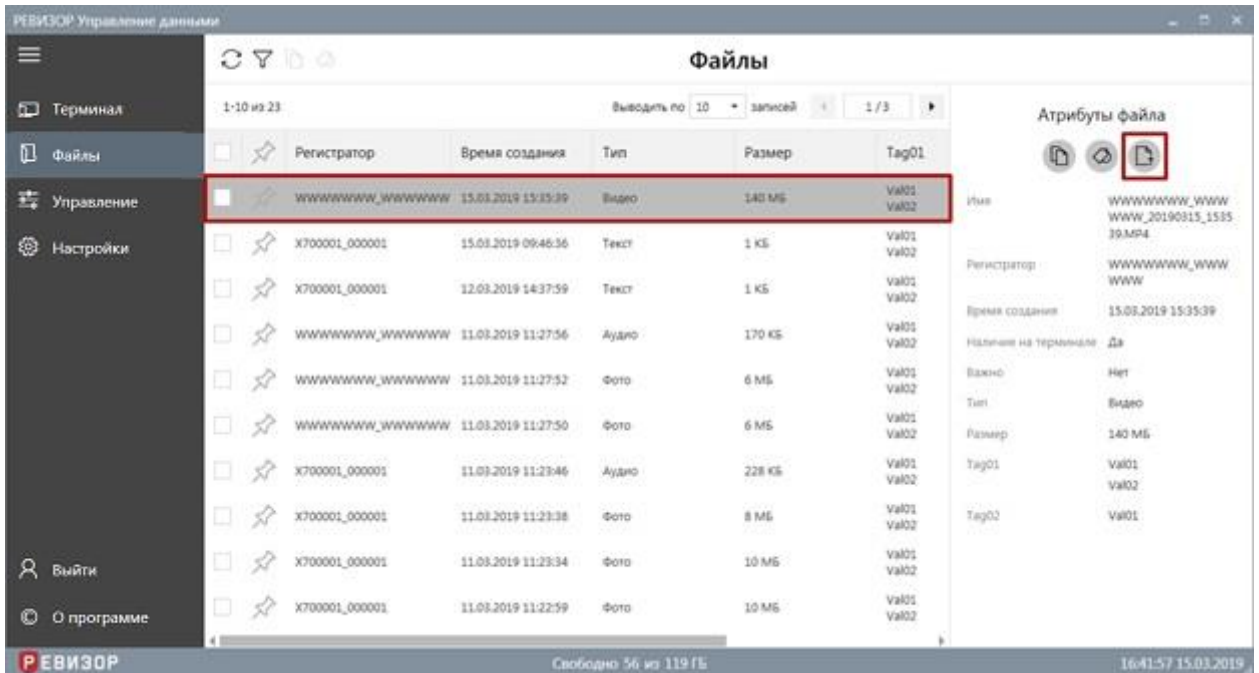 РЕВИЗОР Управление данными
Файлы
Терминал
Файлы
Управление
Настройки
Выйти
О программе
1-10 из 23 Выводить по 10 записей 1 / 3
Регистратор Время создания Тип Размер Tag01
WWWWWWW_WWWWWW 15.03.2019 15:35:39 Видео 140 МБ Val01
Val02
X700001_000001 15.03.2019 09:46:36 Текст 1 КБ Val01
Val02
X700001_000001 12.03.2019 14:37:59 Текст 1 КБ Val01
Val02
WWWWWWW_WWWWWW 11.03.2019 11:27:56 Аудио 170 КБ Val01
Val02
WWWWWWW_WWWWWW 11.03.2019 11:27:52 Фото 6 МБ Val01
Val02
WWWWWWW_WWWWWW 11.03.2019 11:27:50 Фото 6 МБ Val01
Val02
X700001_000001 11.03.2019 11:23:46 Аудио 228 КБ Val01
Val02
X700001_000001 11.03.2019 11:23:38 Фото 8 МБ Val01
Val02
X700001_000001 11.03.2019 11:23:34 Фото 10 МБ Val01
Val02
X700001_000001 11.03.2019 11:22:59 Фото 10 МБ Val01
Val02
Атрибуты файла
Имя WWWWWWW_WWW
WWW_20190315_1535
39.MP4
Регистратор WWWWWWW_WWW
WWW
Время создания 15.03.2019 15:35:39
Наличие на терминале Да
Важно Нет
Тип Видео
Размер 140 МБ
Tag01 Val01
Val02
Tag02 Val01
РЕВИЗОР Свободно 56 из 119 ГБ 16:41:57 15.03.2019